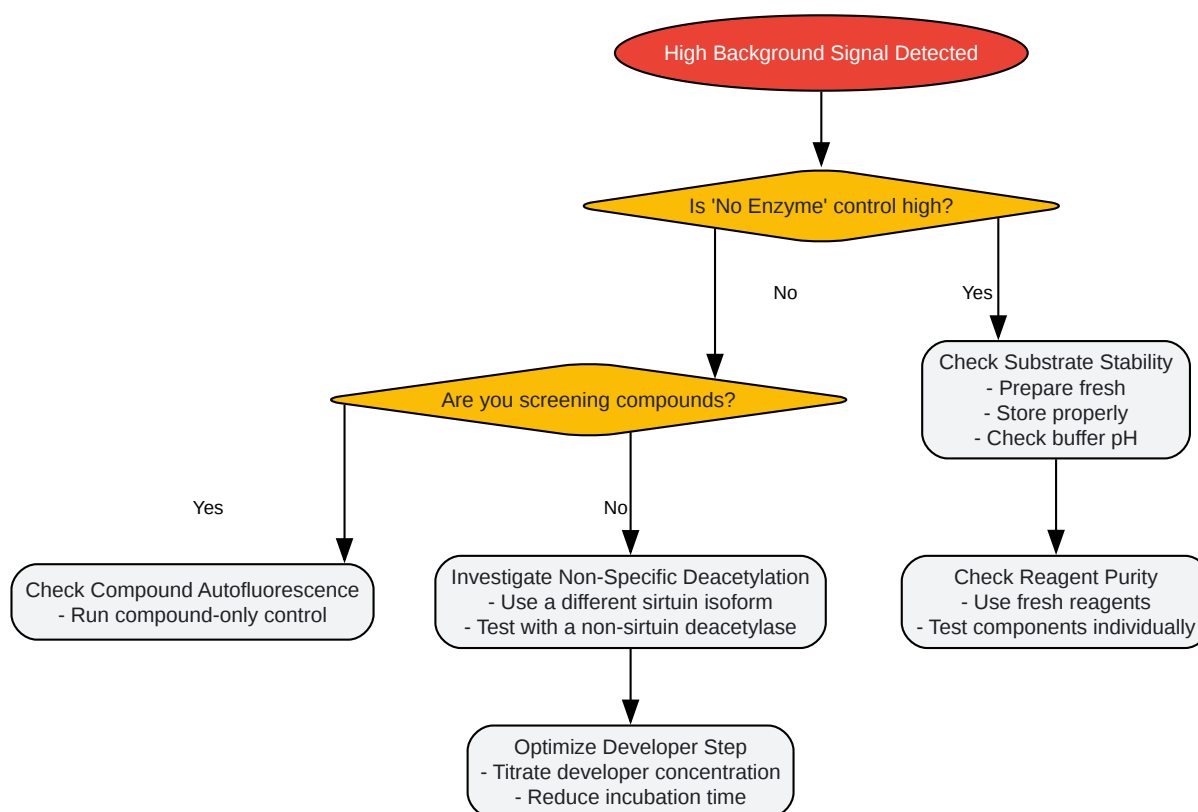 High Background Signal Detected
Is 'No Enzyme' control high?
No
Yes
Check Substrate Stability
- Prepare fresh
- Store properly
- Check buffer pH
Are you screening compounds?
Yes
No
Check Compound Autofluorescence
- Run compound-only control
Investigate Non-Specific Deacetylation
- Use a different sirtuin isoform
- Test with a non-sirtuin deacetylase
Check Reagent Purity
- Use fresh reagents
- Test components individually
Optimize Developer Step
- Titrate developer concentration
- Reduce incubation time